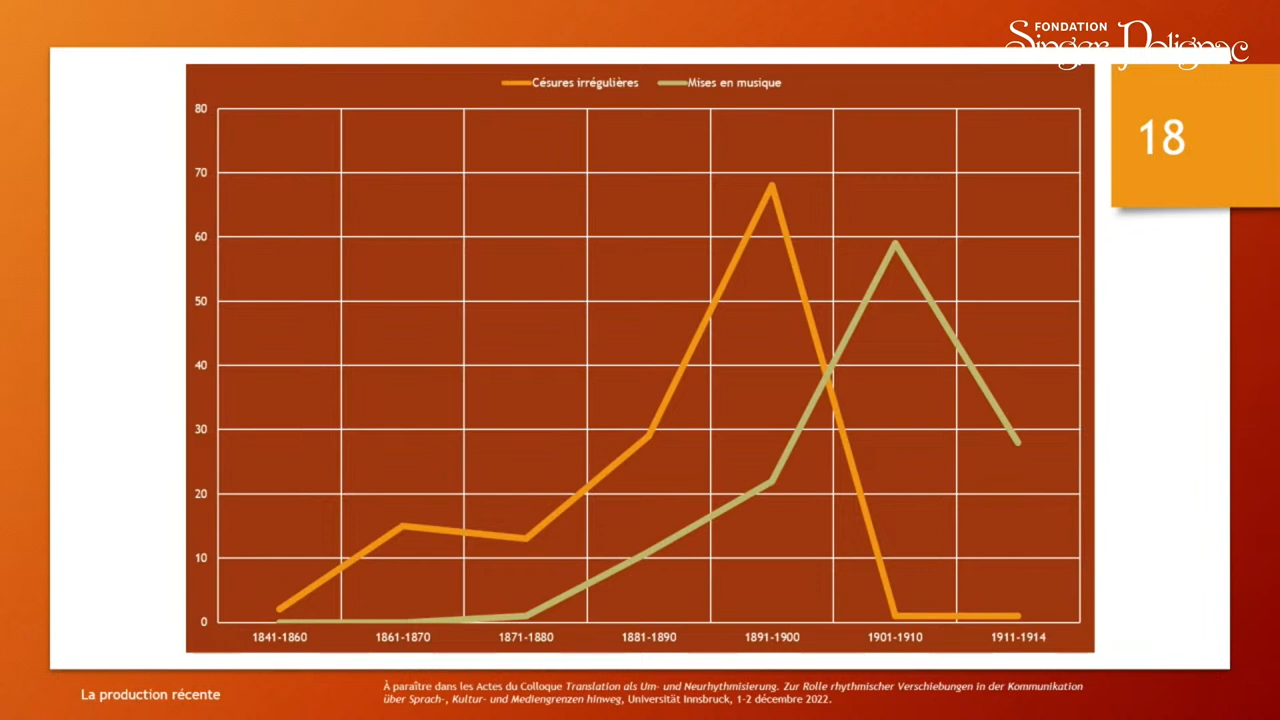 FONDATION
Singer Polignac
18
Césures irrégulières Mises en musique
80
70
60
50
40
30
20
10
0
1841-1860 1861-1870 1871-1880 1881-1890 1891-1900 1901-1910 1911-1914
La production récente
À paraître dans les Actes du Colloque Translation als Um- und Neurhythmisierung. Zur Rolle rhythmischer Verschiebungen in der Kommunikation
über Sprach-, Kultur- und Mediengrenzen hinweg, Universität Innsbruck, 1-2 décembre 2022.